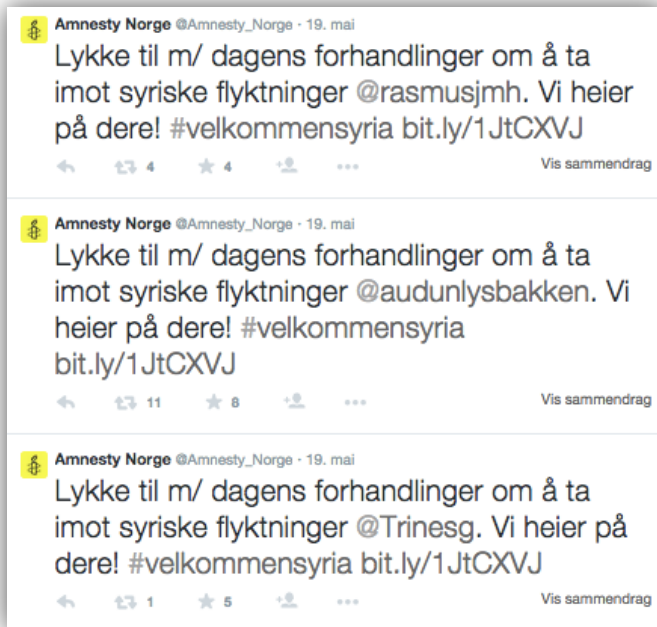 Amnesty Norge @Amnesty_Norge · 19. mai
Lykke til m/ dagens forhandlinger om å ta
imot syriske flyktninger @rasmusjmh. Vi heier
på dere! #velkommensyria bit.ly/1JtCXVJ
4 4 Vis sammendrag
Amnesty Norge @Amnesty_Norge · 19. mai
Lykke til m/ dagens forhandlinger om å ta
imot syriske flyktninger @audunlysbakken. Vi
heier på dere! #velkommensyria
bit.ly/1JtCXVJ
11 8 Vis sammendrag
Amnesty Norge @Amnesty_Norge · 19. mai
Lykke til m/ dagens forhandlinger om å ta
imot syriske flyktninger @Trinesg. Vi heier på
dere! #velkommensyria bit.ly/1JtCXVJ
1 5 Vis sammendrag